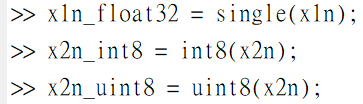 >> x1n_float32 = single(x1n);
>> x2n_int8 = int8(x2n);
>> x2n_uint8 = uint8(x2n);